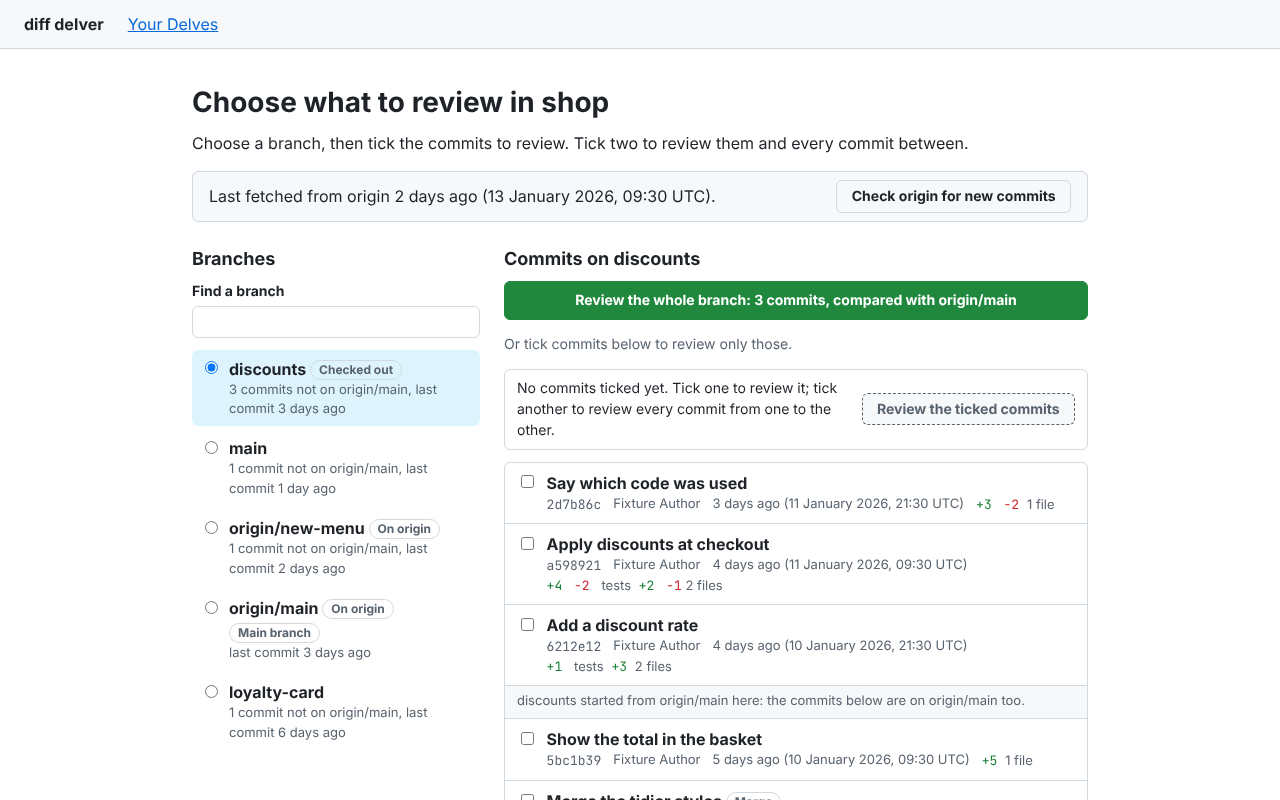 diff delver Your Delves
Choose what to review in shop
Choose a branch, then tick the commits to review. Tick two to review them and every commit between.
Last fetched from origin 2 days ago (13 January 2026, 09:30 UTC).
Check origin for new commits
Branches
Find a branch
discounts Checked out
3 commits not on origin/main, last
commit 3 days ago
main
1 commit not on origin/main, last
commit 1 day ago
origin/new-menu On origin
1 commit not on origin/main, last
commit 2 days ago
origin/main On origin
Main branch
last commit 3 days ago
loyalty-card
1 commit not on origin/main, last
commit 6 days ago
Commits on discounts
Review the whole branch: 3 commits, compared with origin/main
Or tick commits below to review only those.
No commits ticked yet. Tick one to review it; tick
another to review every commit from one to the
other.
Review the ticked commits
Say which code was used
2d7b86c Fixture Author 3 days ago (11 January 2026, 21:30 UTC) +3 -2 1 file
Apply discounts at checkout
a598921 Fixture Author 4 days ago (11 January 2026, 09:30 UTC)
+4 -2 tests +2 -1 2 files
Add a discount rate
6212e12 Fixture Author 4 days ago (10 January 2026, 21:30 UTC)
+1 tests +3 2 files
discounts started from origin/main here: the commits below are on origin/main too.
Show the total in the basket
5bc1b39 Fixture Author 5 days ago (10 January 2026, 09:30 UTC) +5 1 file
Merge the tidier styles Merge